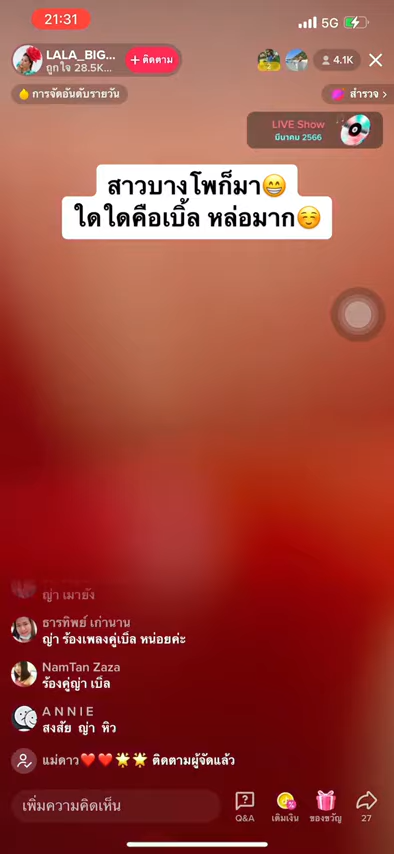 21:31
5G
LALA_BIG...
ถูกใจ 28.5K...
+ ติดตาม
4.1K
การจัดอันดับรายวัน
สำรวจ >
LIVE Show
มีนาคม 2566
สาวบางโพก็มา😁
ใดใดคือเบิ้ล หล่อมาก☺️
ญ่า เมายัง
ธารทิพย์ เก่านาน
ญ่า ร้องเพลงคู่เบิ้ล หน่อยค่ะ
NamTan Zaza
ร้องคู่ญ่า เบิ้ล
A N N I E
สงสัย ญ่า หิว
แม่ดาว❤️❤️🌟🌟 ติดตามผู้จัดแล้ว
เพิ่มความคิดเห็น
Q&A
เติมเงิน
ของขวัญ
27